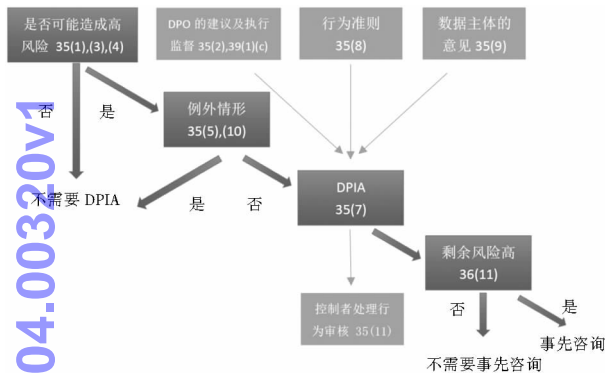 是否可能造成高
风险 35(1),(3),(4)
DPO 的建议及执行
监督 35(2),39(1)(c)
行为准则
35(8)
数据主体的
意见 35(9)
否
是
例外情形
35(5),(10)
不需要 DPIA
是
否
DPIA
35(7)
剩余风险高
36(11)
控制者处理行
为审核 35(11)
否
是
事先咨询
不需要事先咨询
04.00320v1